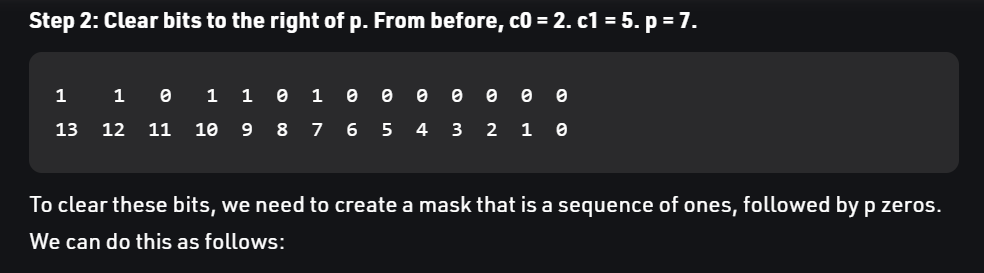 Step 2: Clear bits to the right of p. From before, c0 = 2. c1 = 5. p = 7.
1 1 0 1 1 0 1 0 0 0 0 0 0 0
13 12 11 10 9 8 7 6 5 4 3 2 1 0
To clear these bits, we need to create a mask that is a sequence of ones, followed by p zeros.
We can do this as follows: